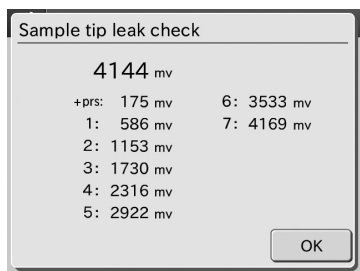 Sample tip leak check
4144 mv
+prs: 175 mv
1: 586 mv
2: 1153 mv
3: 1730 mv
4: 2316 mv
5: 2922 mv
6: 3533 mv
7: 4169 mv
OK